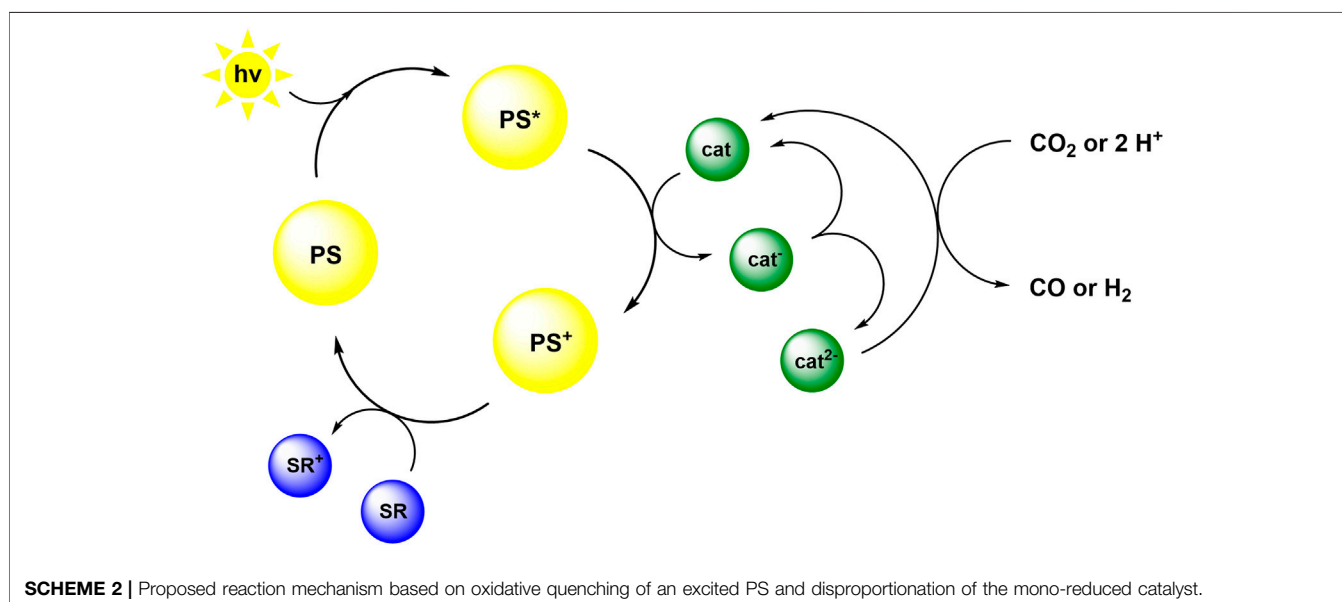 hν
PS*
cat
CO₂ or 2 H⁺
PS
cat⁻
CO or H₂
PS⁺
cat²⁻
SR⁺
SR
SCHEME 2 | Proposed reaction mechanism based on oxidative quenching of an excited PS and disproportionation of the mono-reduced catalyst.